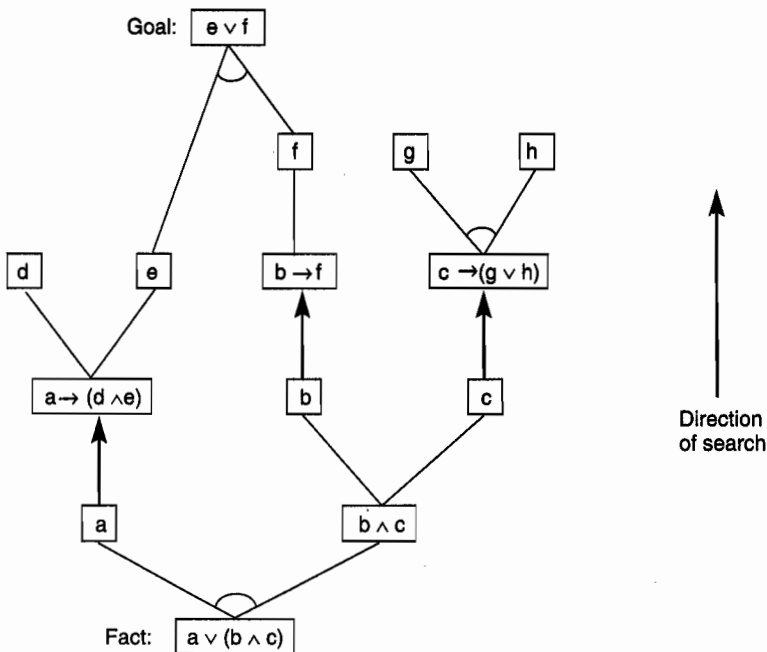 Goal: e ∨ f
f
g
h
d
e
b → f
c → (g ∨ h)
a → (d ∧ e)
b
c
Direction
of search
a
b ∧ c
Fact: a ∨ (b ∧ c)